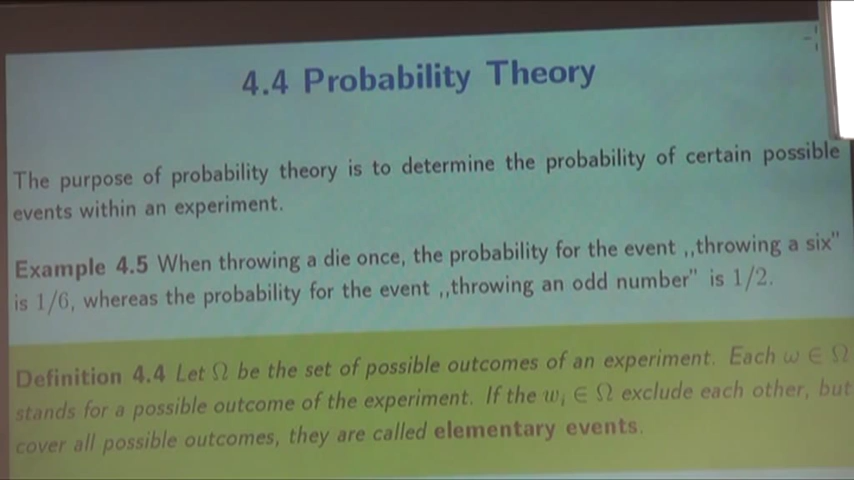 4.4 Probability Theory
The purpose of probability theory is to determine the probability of certain possible
events within an experiment.
Example 4.5 When throwing a die once, the probability for the event ,,throwing a six"
is 1/6, whereas the probability for the event ,,throwing an odd number" is 1/2.
Definition 4.4 Let Ω be the set of possible outcomes of an experiment. Each ω ∈ Ω
stands for a possible outcome of the experiment. If the wᵢ ∈ Ω exclude each other, but
cover all possible outcomes, they are called elementary events.